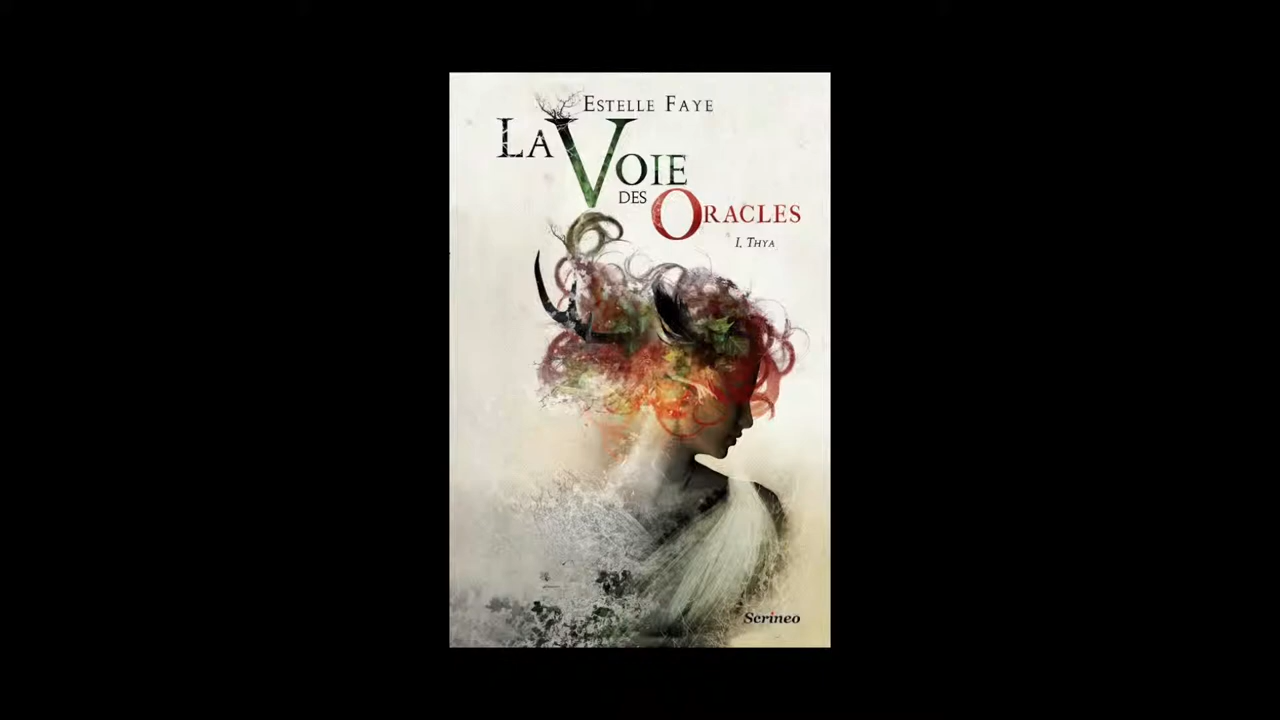 Estelle Faye
La Voie
des Oracles
I. Thya
Scrineo